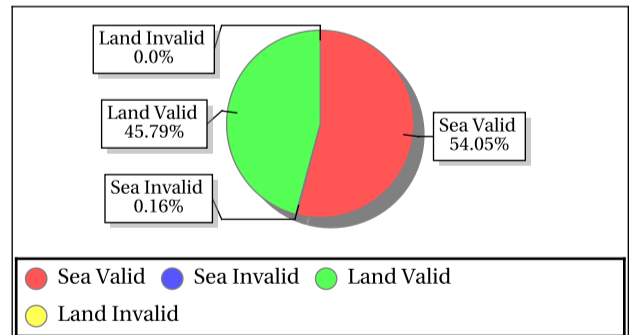 Land Invalid
0.0%
Land Valid
45.79%
Sea Valid
54.05%
Sea Invalid
0.16%
Sea Valid Sea Invalid Land Valid
Land Invalid